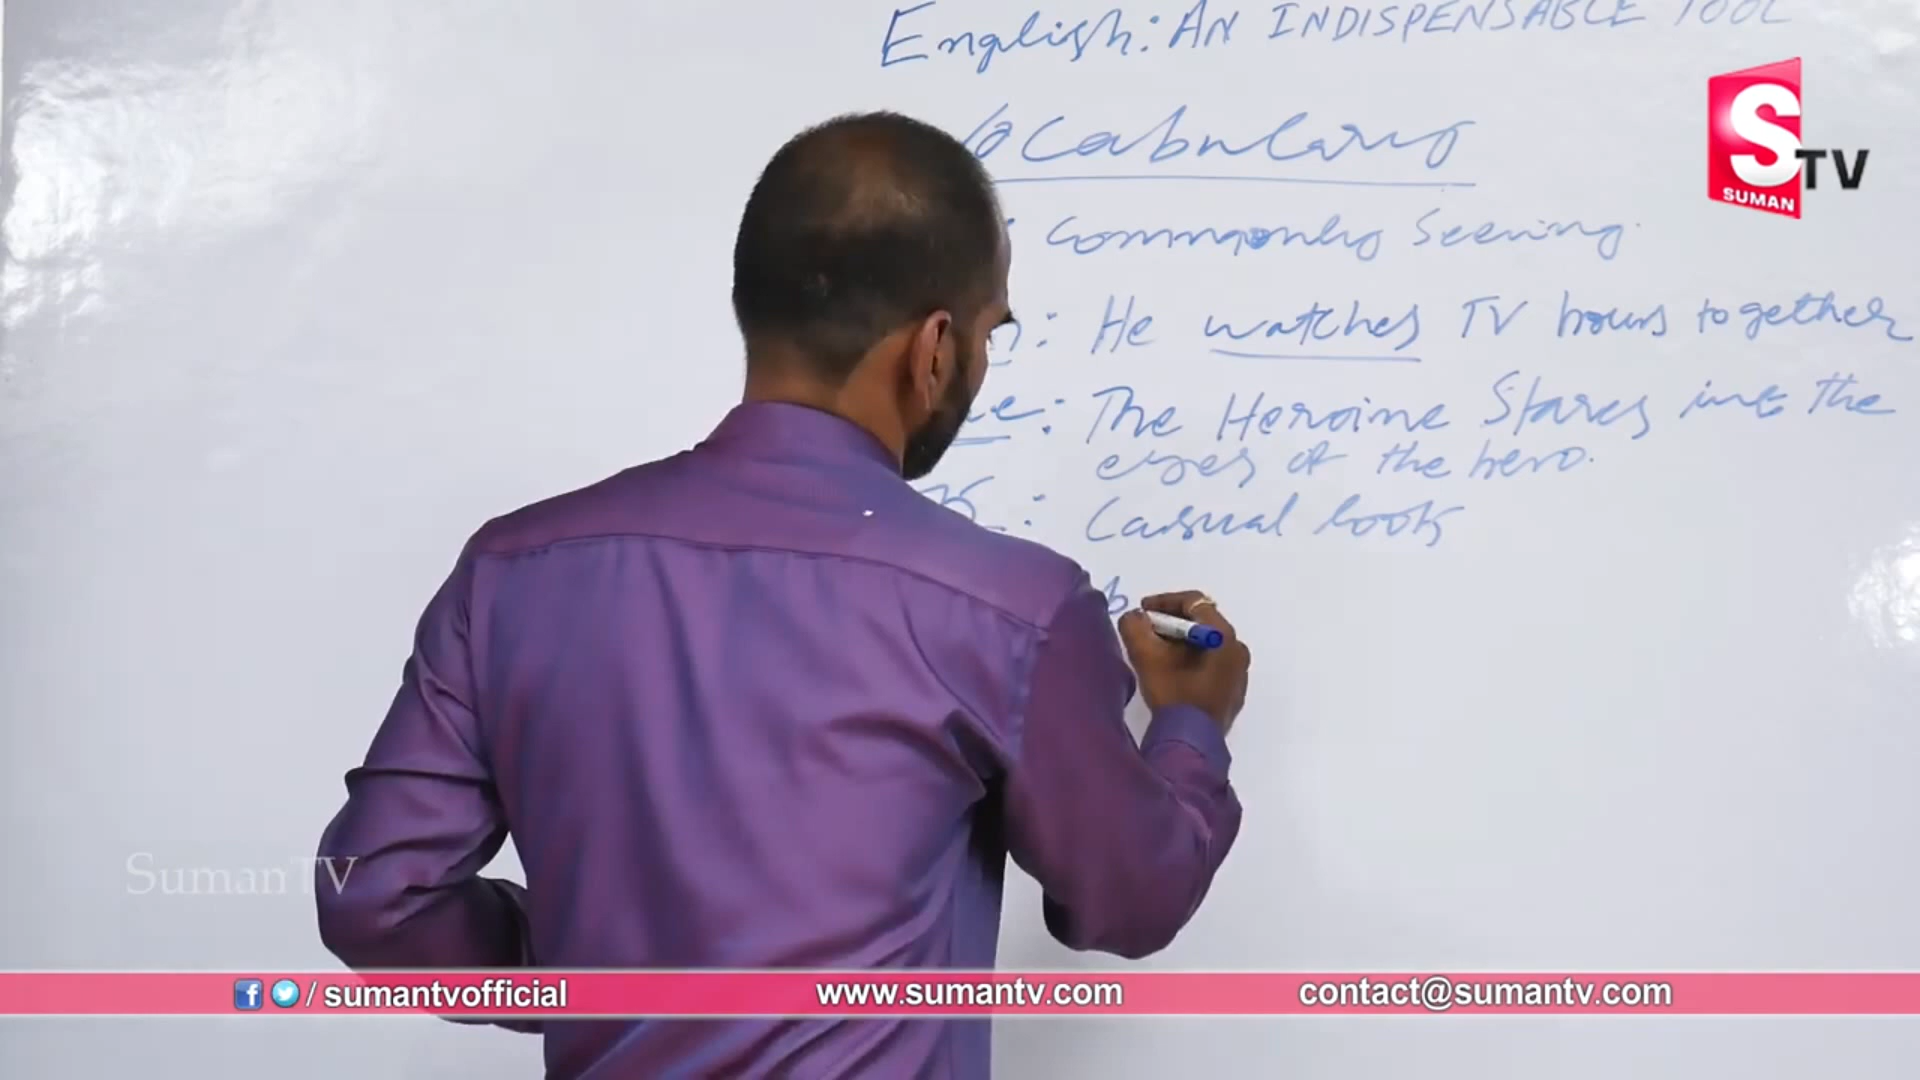 English: AN INDISPENSABLE TOOL
Vocabulary
: Commonly Seeing.
: He watches TV hours together
: The Heroine Stares into the
eyes of the hero.
: Casual look
S TV
SUMAN
SumanTV
/ sumantvofficial
www.sumantv.com
contact@sumantv.com